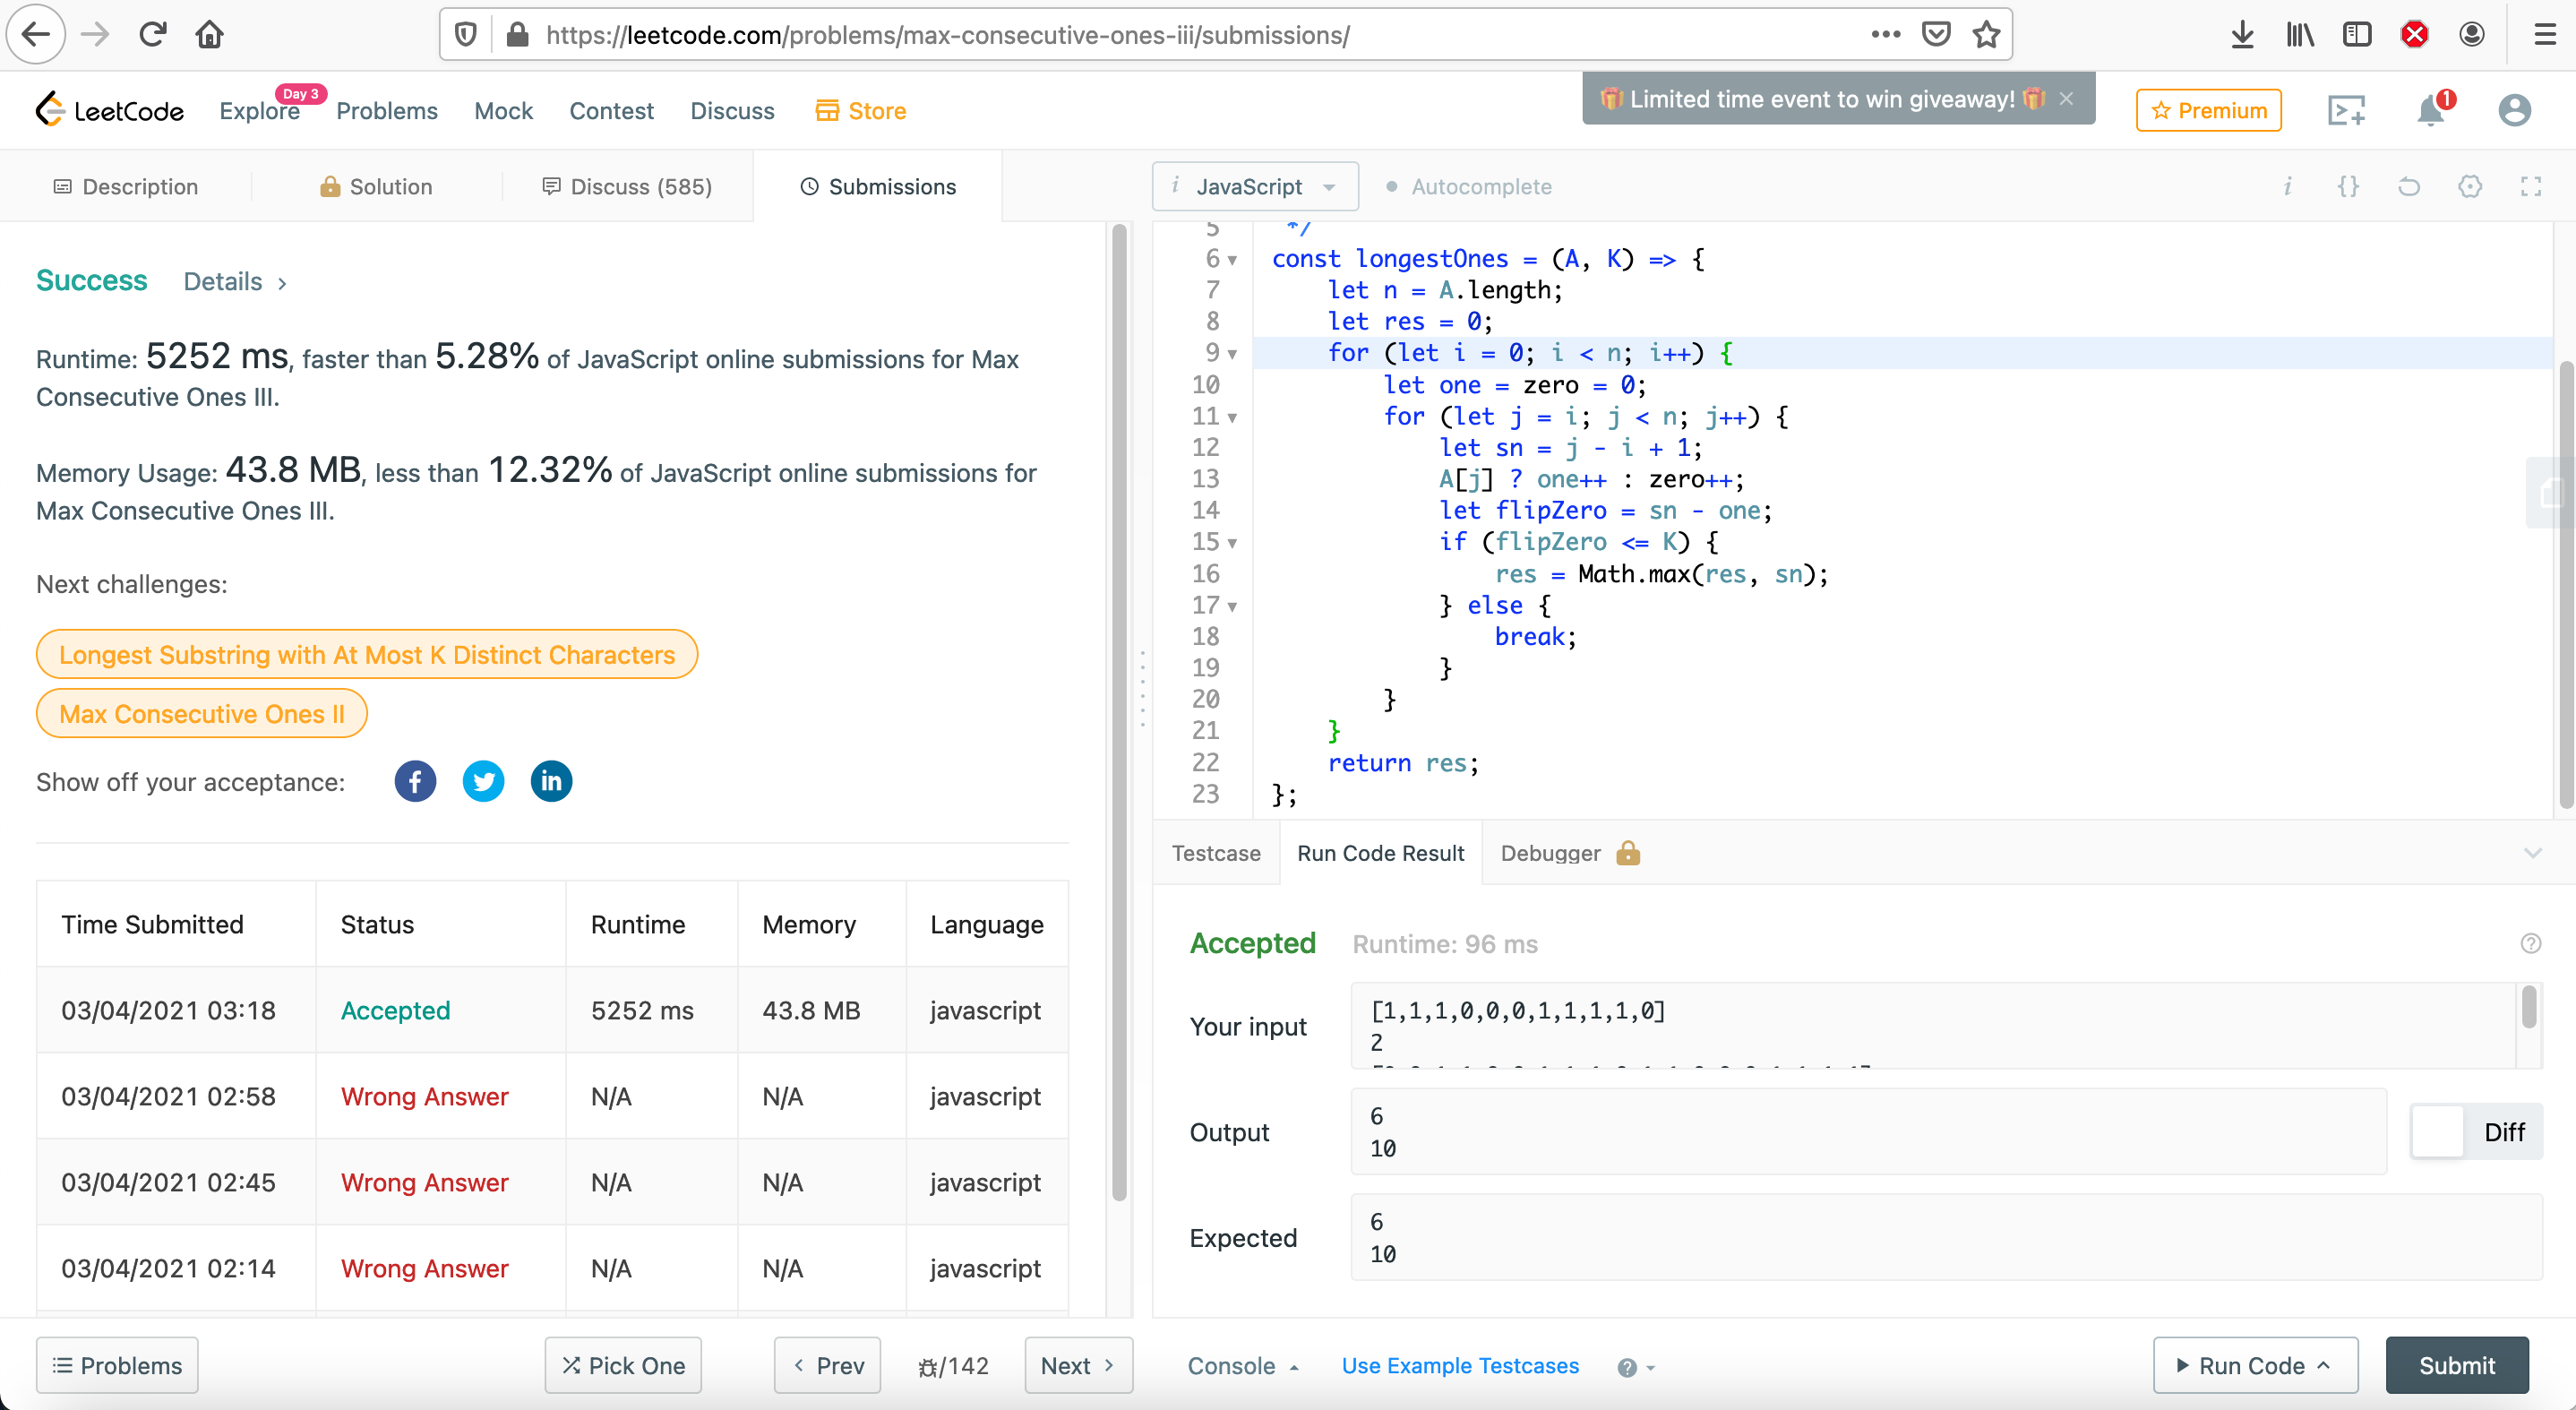 https://leetcode.com/problems/max-consecutive-ones-iii/submissions/
LeetCode
Explore
Day 3
Problems
Mock
Contest
Discuss
Store
Limited time event to win giveaway!
Premium
1
Description
Solution
Discuss (585)
Submissions
Success
Details >
Runtime: 5252 ms, faster than 5.28% of JavaScript online submissions for Max
Consecutive Ones III.
Memory Usage: 43.8 MB, less than 12.32% of JavaScript online submissions for
Max Consecutive Ones III.
Next challenges:
Longest Substring with At Most K Distinct Characters
Max Consecutive Ones II
Show off your acceptance:
Time Submitted Status Runtime Memory Language
03/04/2021 03:18 Accepted 5252 ms 43.8 MB javascript
03/04/2021 02:58 Wrong Answer N/A N/A javascript
03/04/2021 02:45 Wrong Answer N/A N/A javascript
03/04/2021 02:14 Wrong Answer N/A N/A javascript
Problems
Pick One
< Prev
/142
Next >
i JavaScript
Autocomplete
i {}
5 */
6 const longestOnes = (A, K) => {
7 let n = A.length;
8 let res = 0;
9 for (let i = 0; i < n; i++) {
10 let one = zero = 0;
11 for (let j = i; j < n; j++) {
12 let sn = j - i + 1;
13 A[j] ? one++ : zero++;
14 let flipZero = sn - one;
15 if (flipZero <= K) {
16 res = Math.max(res, sn);
17 } else {
18 break;
19 }
20 }
21 }
22 return res;
23 };
Testcase
Run Code Result
Debugger
Accepted
Runtime: 96 ms
Your input
[1,1,1,0,0,0,1,1,1,1,0]
2
Output
6
10
Diff
Expected
6
10
Console
Use Example Testcases
Run Code
Submit